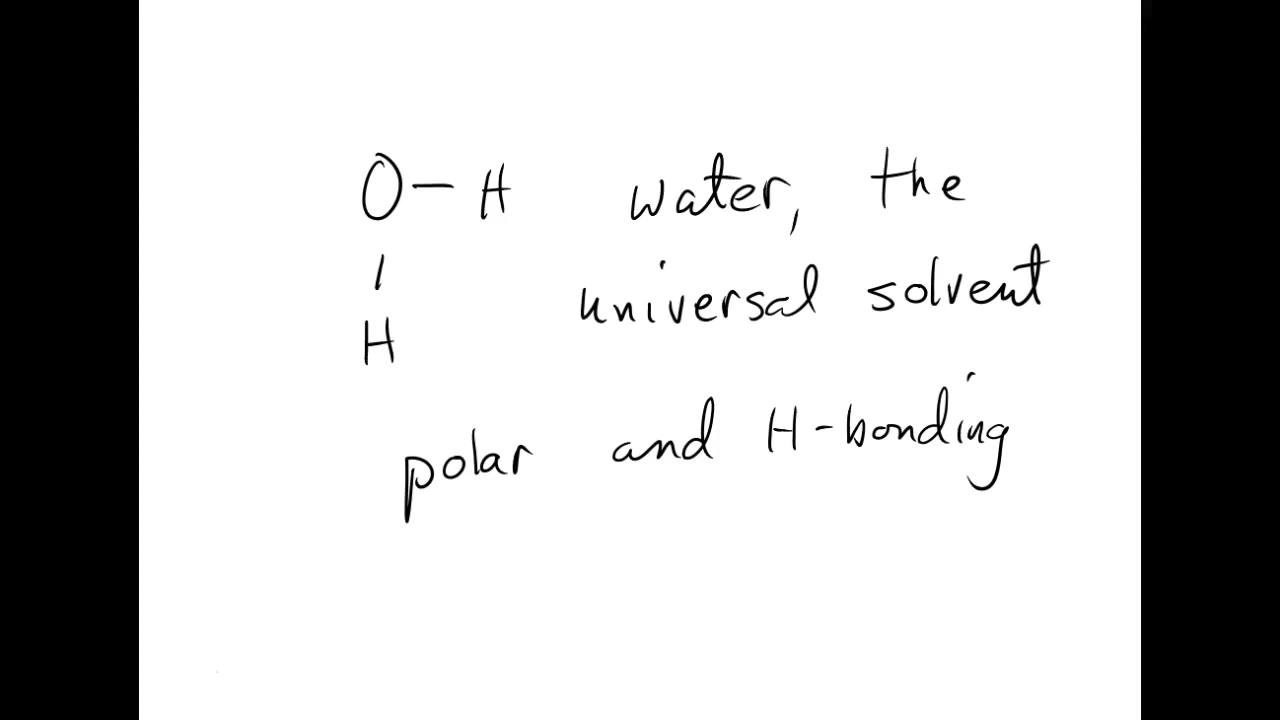 O–H water, the
|
universal solvent
H
polar and H-bonding